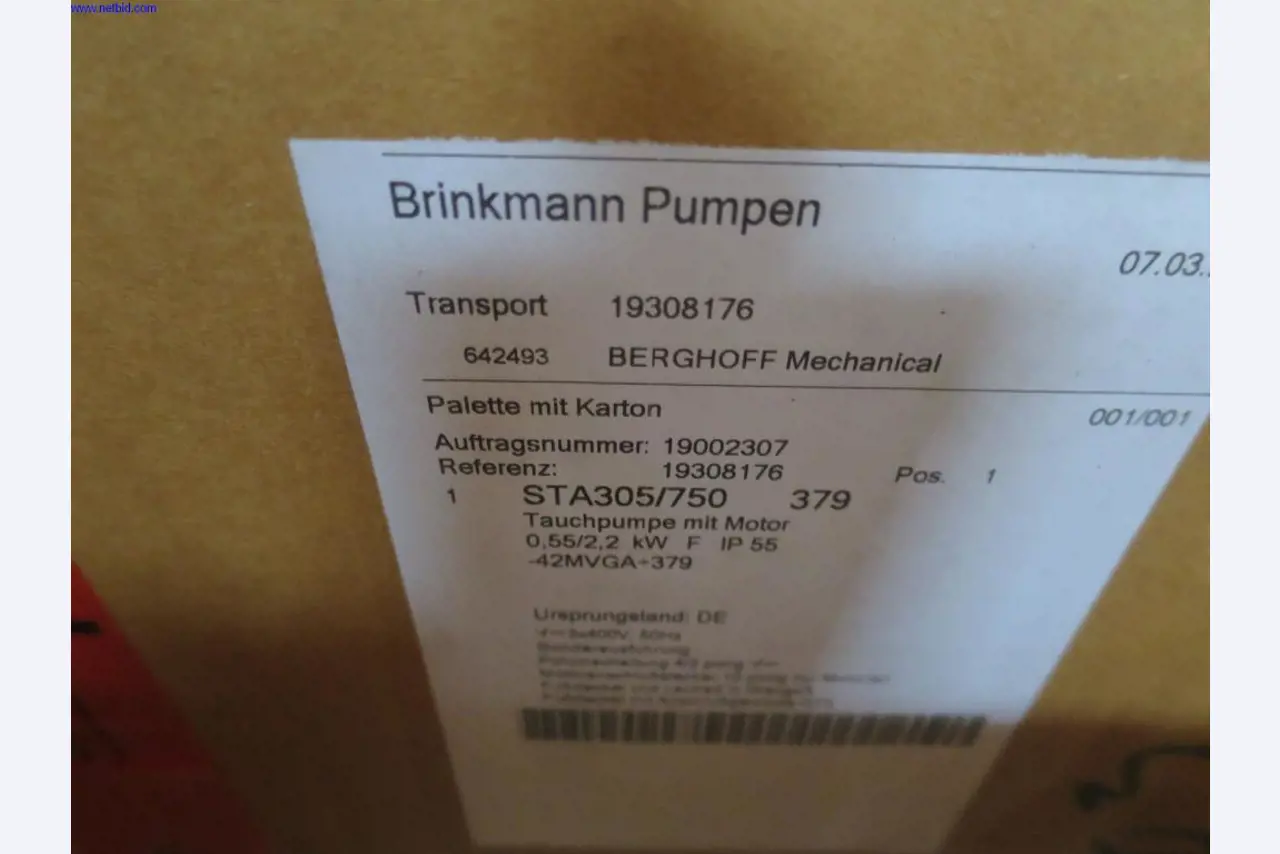 www.netbid.com
Brinkmann Pumpen
07.03.
Transport 19308176
642493 BERGHOFF Mechanical
Palette mit Karton 001/001
Auftragsnummer: 19002307
Referenz: 19308176 Pos. 1
1 STA305/750 379
Tauchpumpe mit Motor
0,55/2,2 kW F IP 55
-42MVGA+379
Ursprungsland: DE
50Hz
Sonderausführung